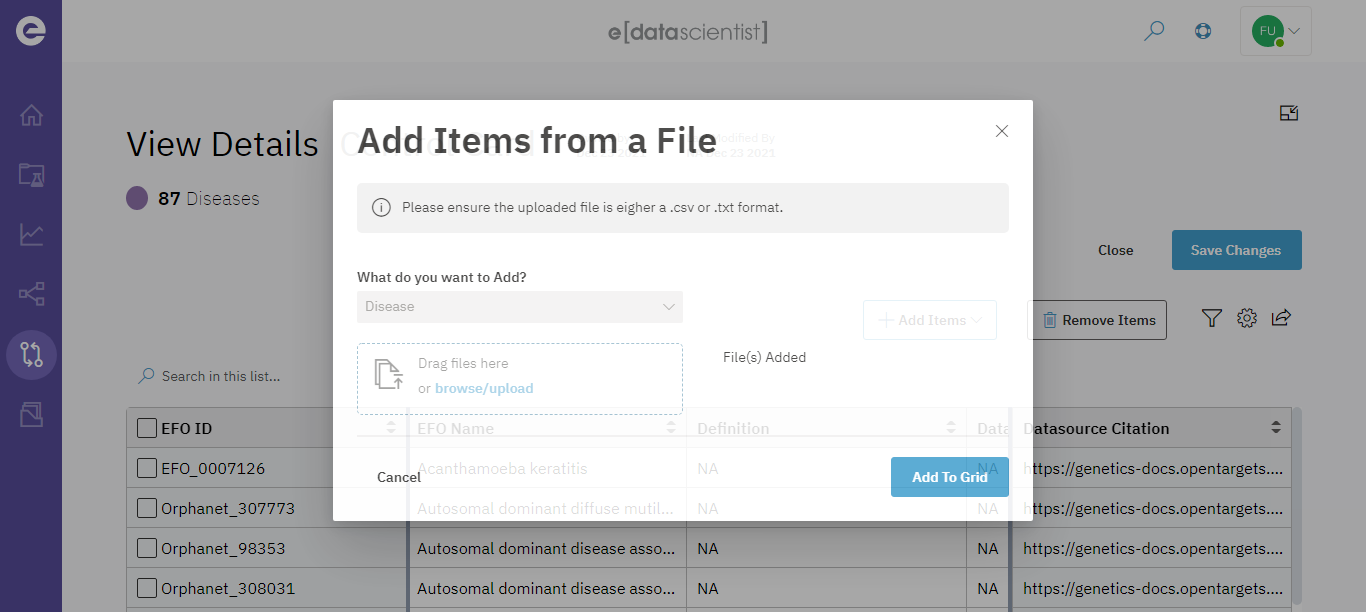 e[datascientist]
FU
View Details
87 Diseases
Add Items from a File
Modified By
Dec 23 2021
Please ensure the uploaded file is eigher a .csv or .txt format.
Close
Save Changes
What do you want to Add?
Disease
Add Items
Remove Items
Drag files here
or browse/upload
File(s) Added
Search in this list...
EFO ID
EFO Name
Definition
Data
Datasource Citation
EFO_0007126
Acanthamoeba keratitis
NA
NA
https://genetics-docs.opentargets....
Cancel
Add To Grid
Orphanet_307773
Autosomal dominant diffuse mutil...
NA
NA
https://genetics-docs.opentargets....
Orphanet_98353
Autosomal dominant disease asso...
NA
NA
https://genetics-docs.opentargets....
Orphanet_308031
Autosomal dominant disease asso...
NA
NA
https://genetics-docs.opentargets....